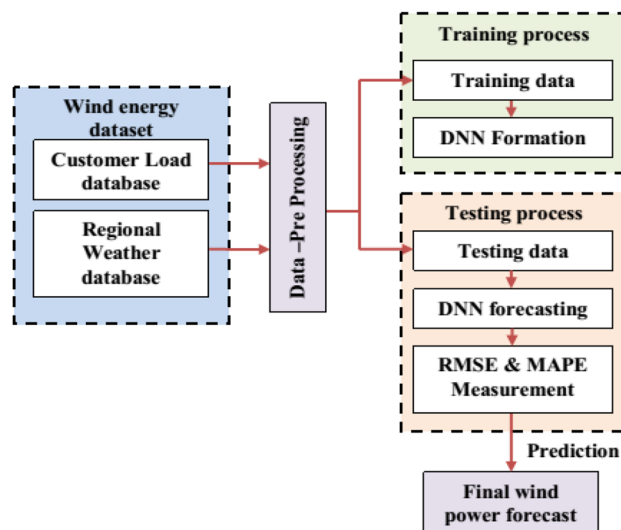 Wind energy
dataset
Customer Load
database
Regional
Weather
database
Data –Pre Processing
Training process
Training data
DNN Formation
Testing process
Testing data
DNN forecasting
RMSE & MAPE
Measurement
Prediction
Final wind
power forecast